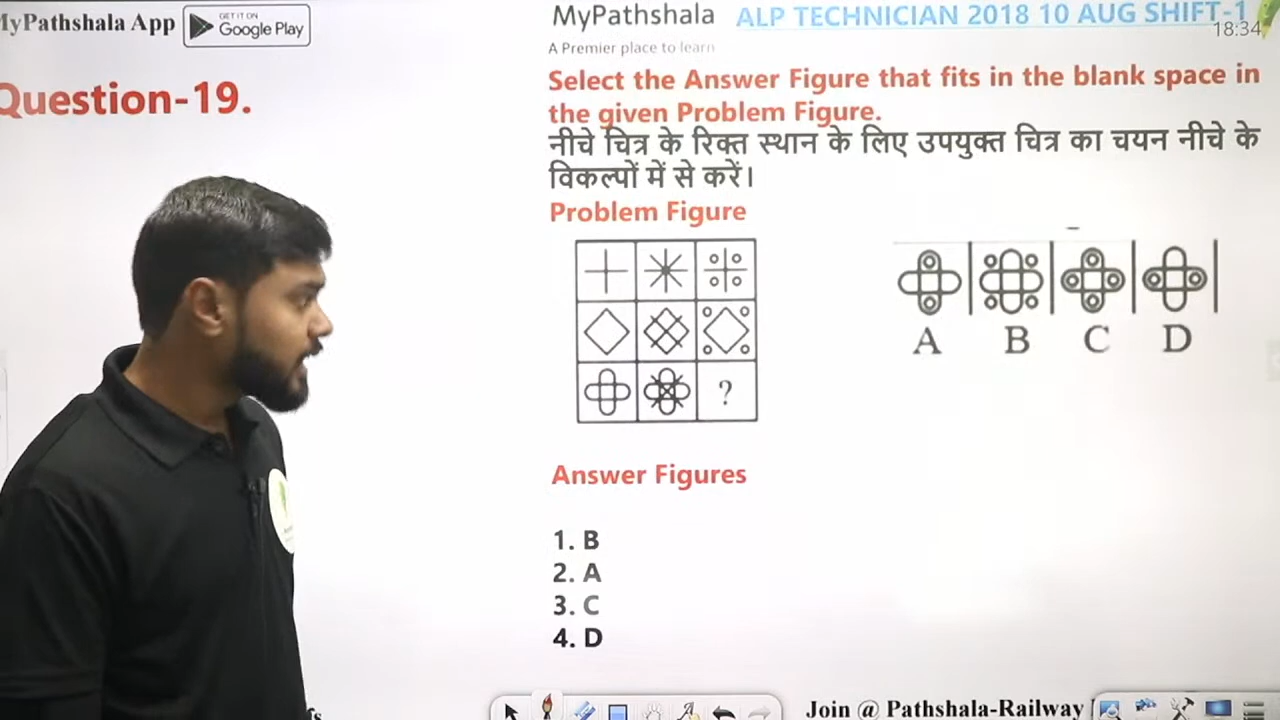 MyPathshala App
GET IT ON
Google Play
MyPathshala
A Premier place to learn
ALP TECHNICIAN 2018 10 AUG SHIFT-1
18:34
Question-19.
Select the Answer Figure that fits in the blank space in
the given Problem Figure.
नीचे चित्र के रिक्त स्थान के लिए उपयुक्त चित्र का चयन नीचे के
विकल्पों में से करें।
Problem Figure
?
A B C D
Answer Figures
1. B
2. A
3. C
4. D
Join @ Pathshala-Railway